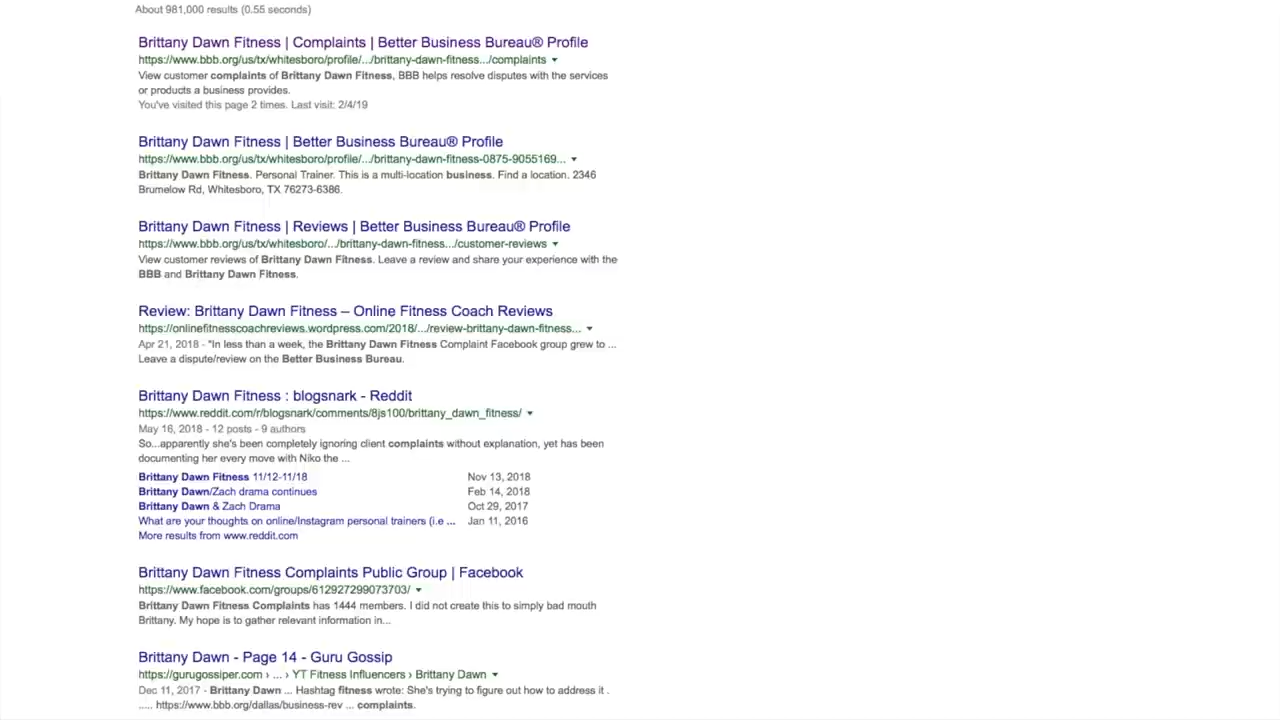 About 981,000 results (0.55 seconds)
Brittany Dawn Fitness | Complaints | Better Business Bureau® Profile
https://www.bbb.org/us/tx/whitesboro/profile/.../brittany-dawn-fitness.../complaints
View customer complaints of Brittany Dawn Fitness, BBB helps resolve disputes with the services
or products a business provides.
You've visited this page 2 times. Last visit: 2/4/19
Brittany Dawn Fitness | Better Business Bureau® Profile
https://www.bbb.org/us/tx/whitesboro/profile/.../brittany-dawn-fitness-0875-9055169...
Brittany Dawn Fitness. Personal Trainer. This is a multi-location business. Find a location. 2346
Brumelow Rd, Whitesboro, TX 76273-6386.
Brittany Dawn Fitness | Reviews | Better Business Bureau® Profile
https://www.bbb.org/us/tx/whitesboro/.../brittany-dawn-fitness.../customer-reviews
View customer reviews of Brittany Dawn Fitness. Leave a review and share your experience with the
BBB and Brittany Dawn Fitness.
Review: Brittany Dawn Fitness – Online Fitness Coach Reviews
https://onlinefitnesscoachreviews.wordpress.com/2018/.../review-brittany-dawn-fitness...
Apr 21, 2018 - "In less than a week, the Brittany Dawn Fitness Complaint Facebook group grew to ...
Leave a dispute/review on the Better Business Bureau.
Brittany Dawn Fitness : blogsnark - Reddit
https://www.reddit.com/r/blogsnark/comments/8js100/brittany_dawn_fitness/
May 16, 2018 - 12 posts - 9 authors
So...apparently she's been completely ignoring client complaints without explanation, yet has been
documenting her every move with Niko the ...
Brittany Dawn Fitness 11/12-11/18 Nov 13, 2018
Brittany Dawn/Zach drama continues Feb 14, 2018
Brittany Dawn & Zach Drama Oct 29, 2017
What are your thoughts on online/Instagram personal trainers (i.e ... Jan 11, 2016
More results from www.reddit.com
Brittany Dawn Fitness Complaints Public Group | Facebook
https://www.facebook.com/groups/612927299073703/
Brittany Dawn Fitness Complaints has 1444 members. I did not create this to simply bad mouth
Brittany. My hope is to gather relevant information in...
Brittany Dawn - Page 14 - Guru Gossip
https://gurugossiper.com › ... › YT Fitness Influencers › Brittany Dawn
Dec 11, 2017 - Brittany Dawn ... Hashtag fitness wrote: She's trying to figure out how to address it .
..... https://www.bbb.org/dallas/business-rev ... complaints.